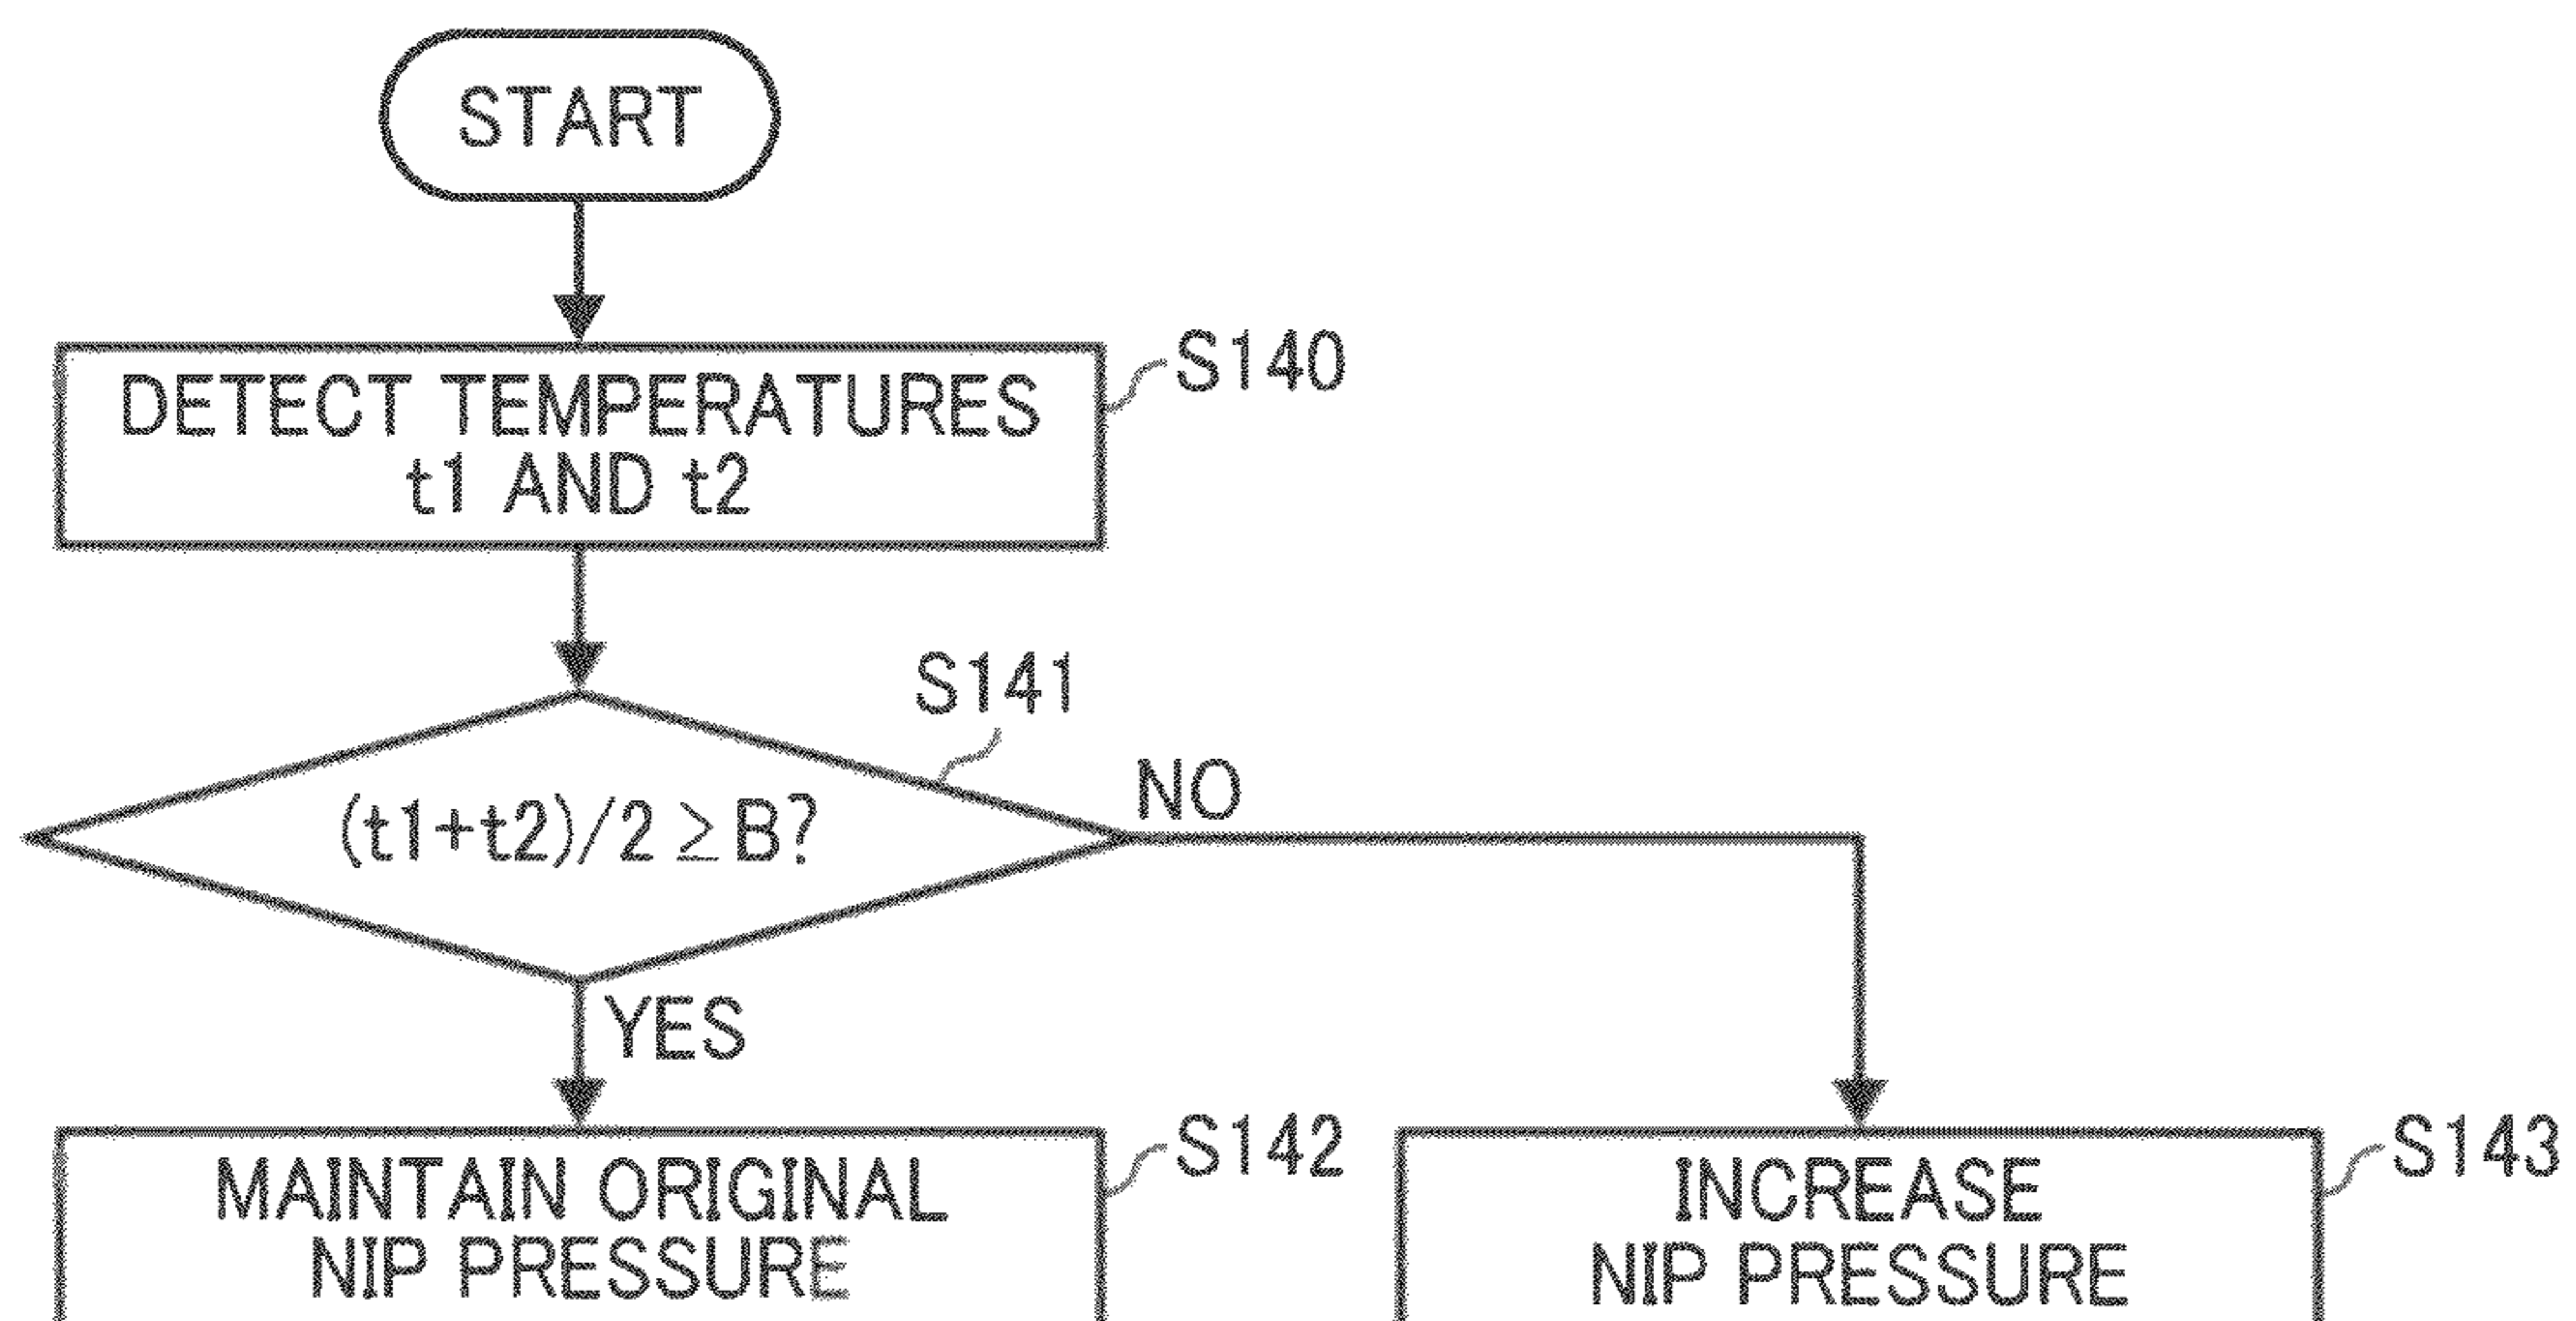 START
DETECT TEMPERATURES
t1 AND t2
S140
S141
(t1+t2)/2 ≥ B?
NO
YES
MAINTAIN ORIGINAL
NIP PRESSURE
S142
INCREASE
NIP PRESSURE
S143